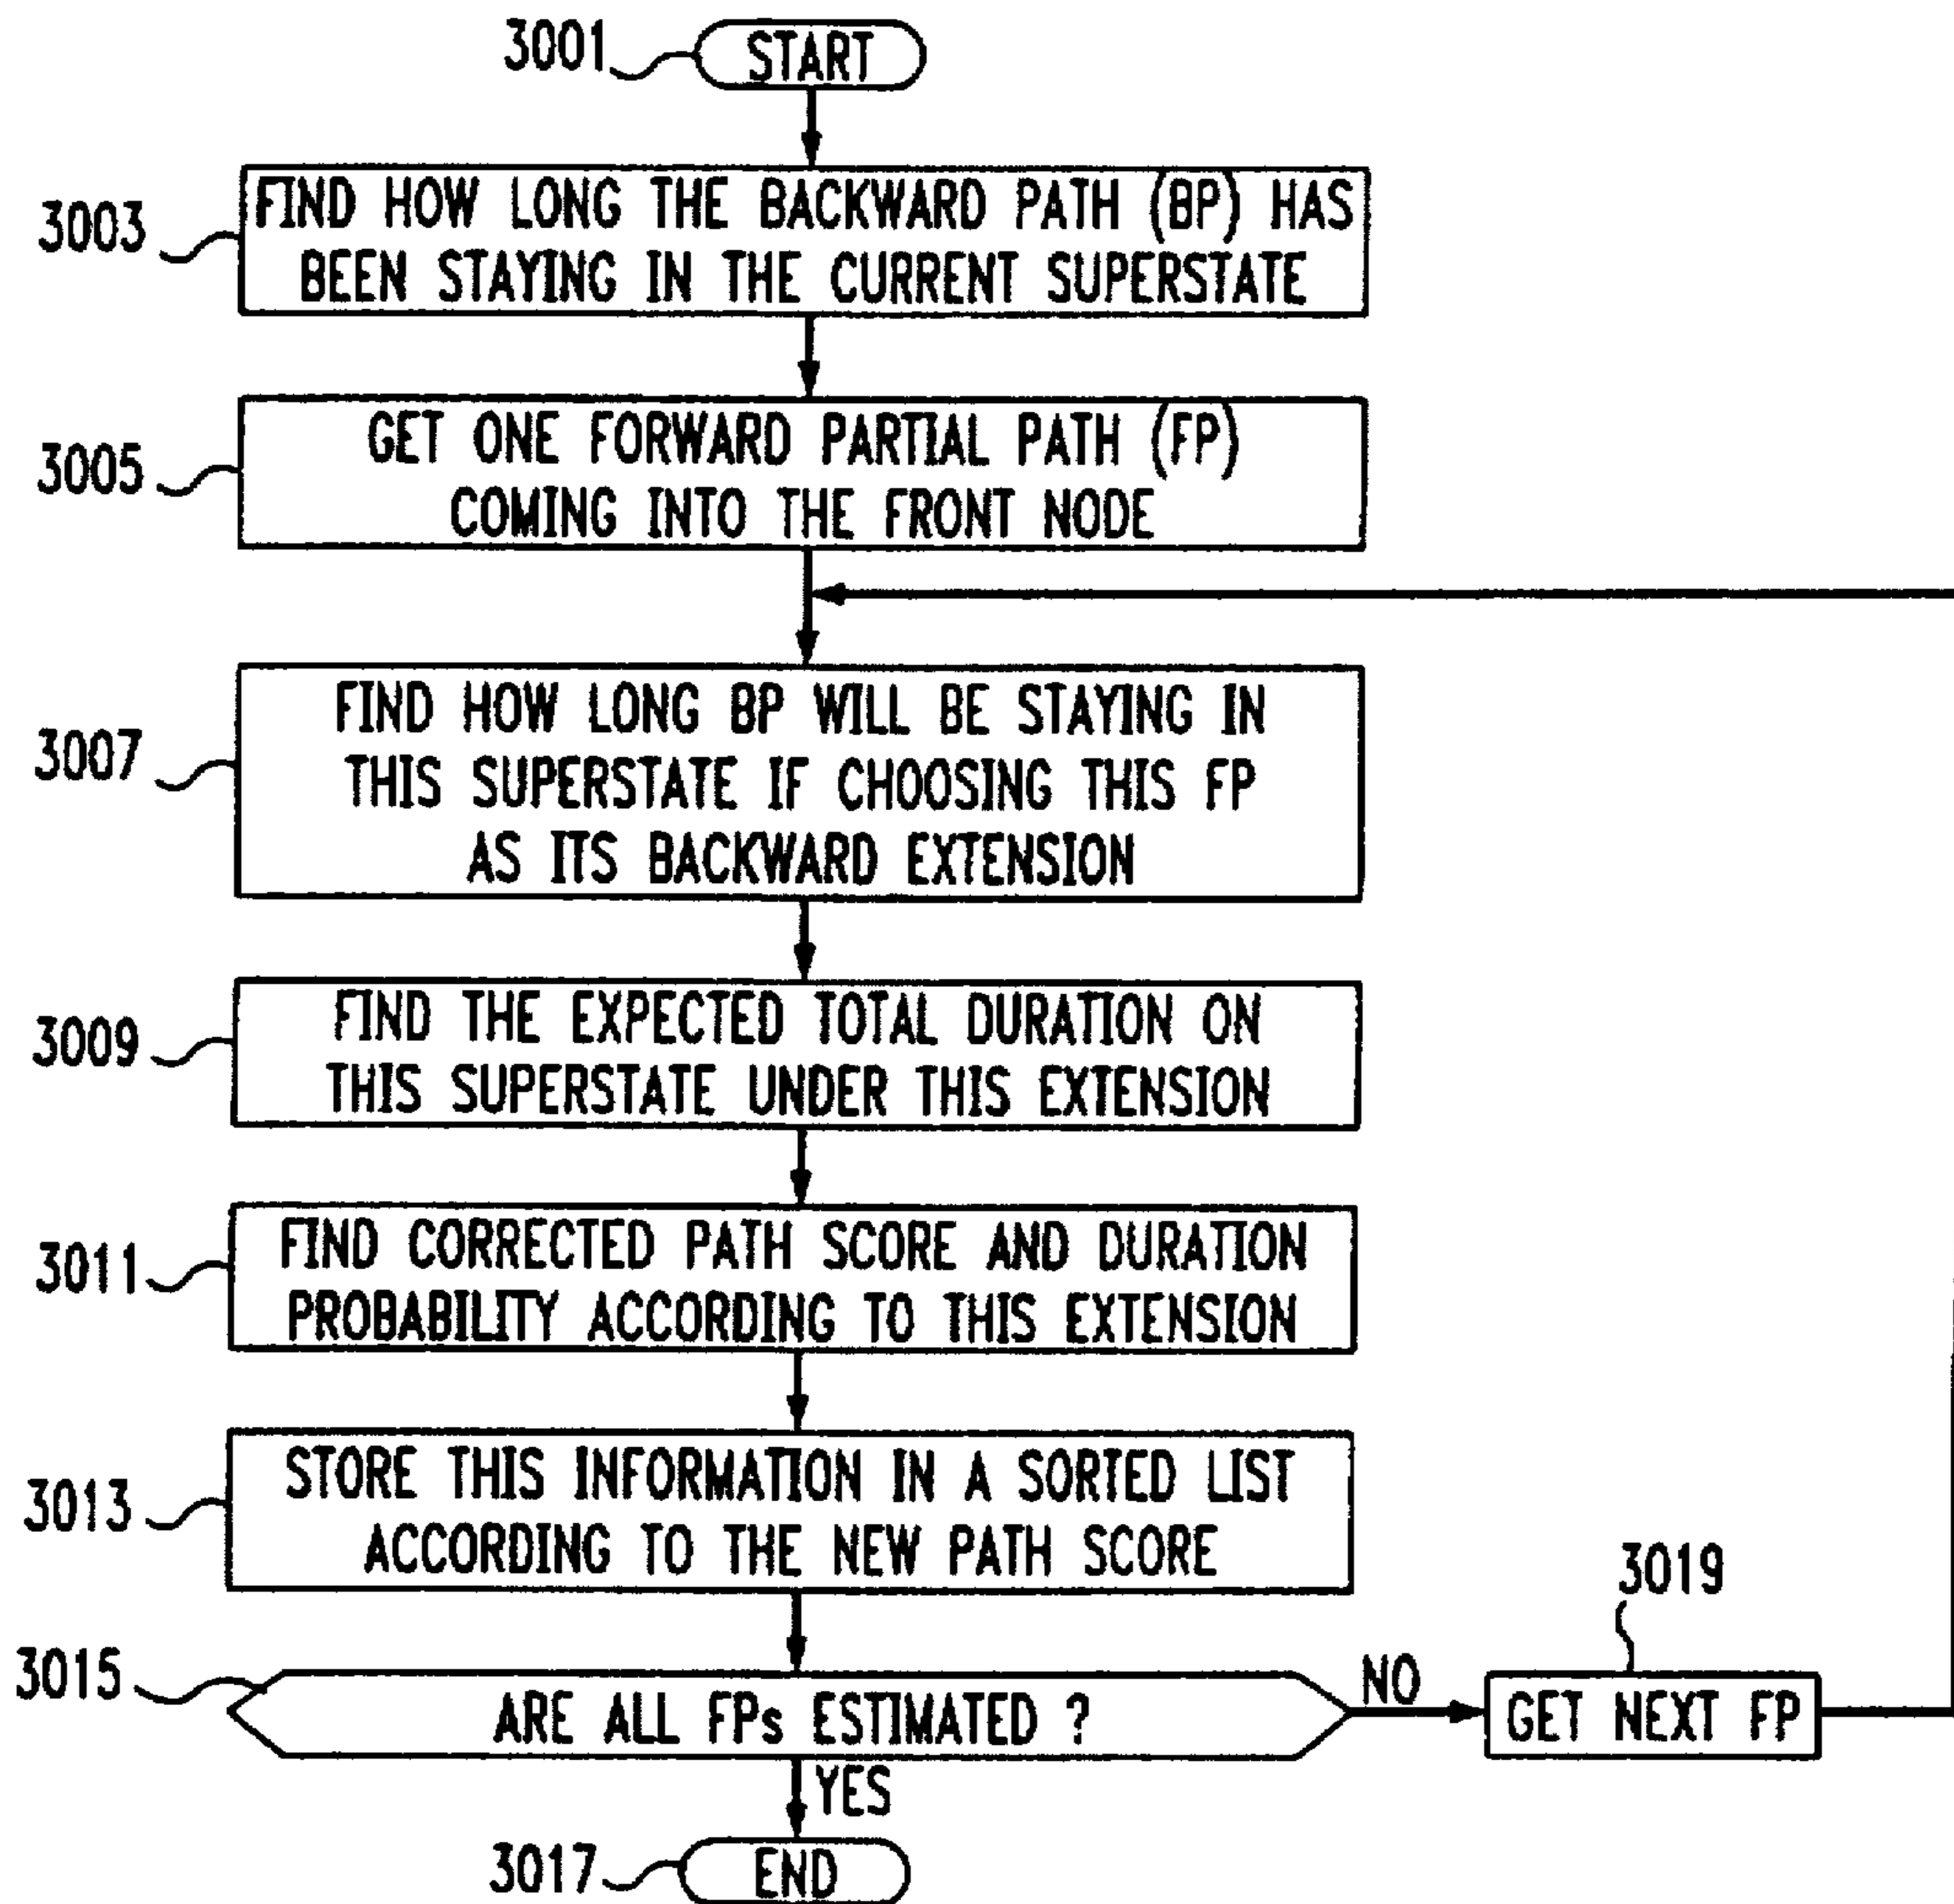 3001
START
3003
FIND HOW LONG THE BACKWARD PATH (BP) HAS
BEEN STAYING IN THE CURRENT SUPERSTATE
3005
GET ONE FORWARD PARTIAL PATH (FP)
COMING INTO THE FRONT NODE
3007
FIND HOW LONG BP WILL BE STAYING IN
THIS SUPERSTATE IF CHOOSING THIS FP
AS ITS BACKWARD EXTENSION
3009
FIND THE EXPECTED TOTAL DURATION ON
THIS SUPERSTATE UNDER THIS EXTENSION
3011
FIND CORRECTED PATH SCORE AND DURATION
PROBABILITY ACCORDING TO THIS EXTENSION
3013
STORE THIS INFORMATION IN A SORTED LIST
ACCORDING TO THE NEW PATH SCORE
3015
ARE ALL FPs ESTIMATED ?
NO
3019
GET NEXT FP
YES
3017
END